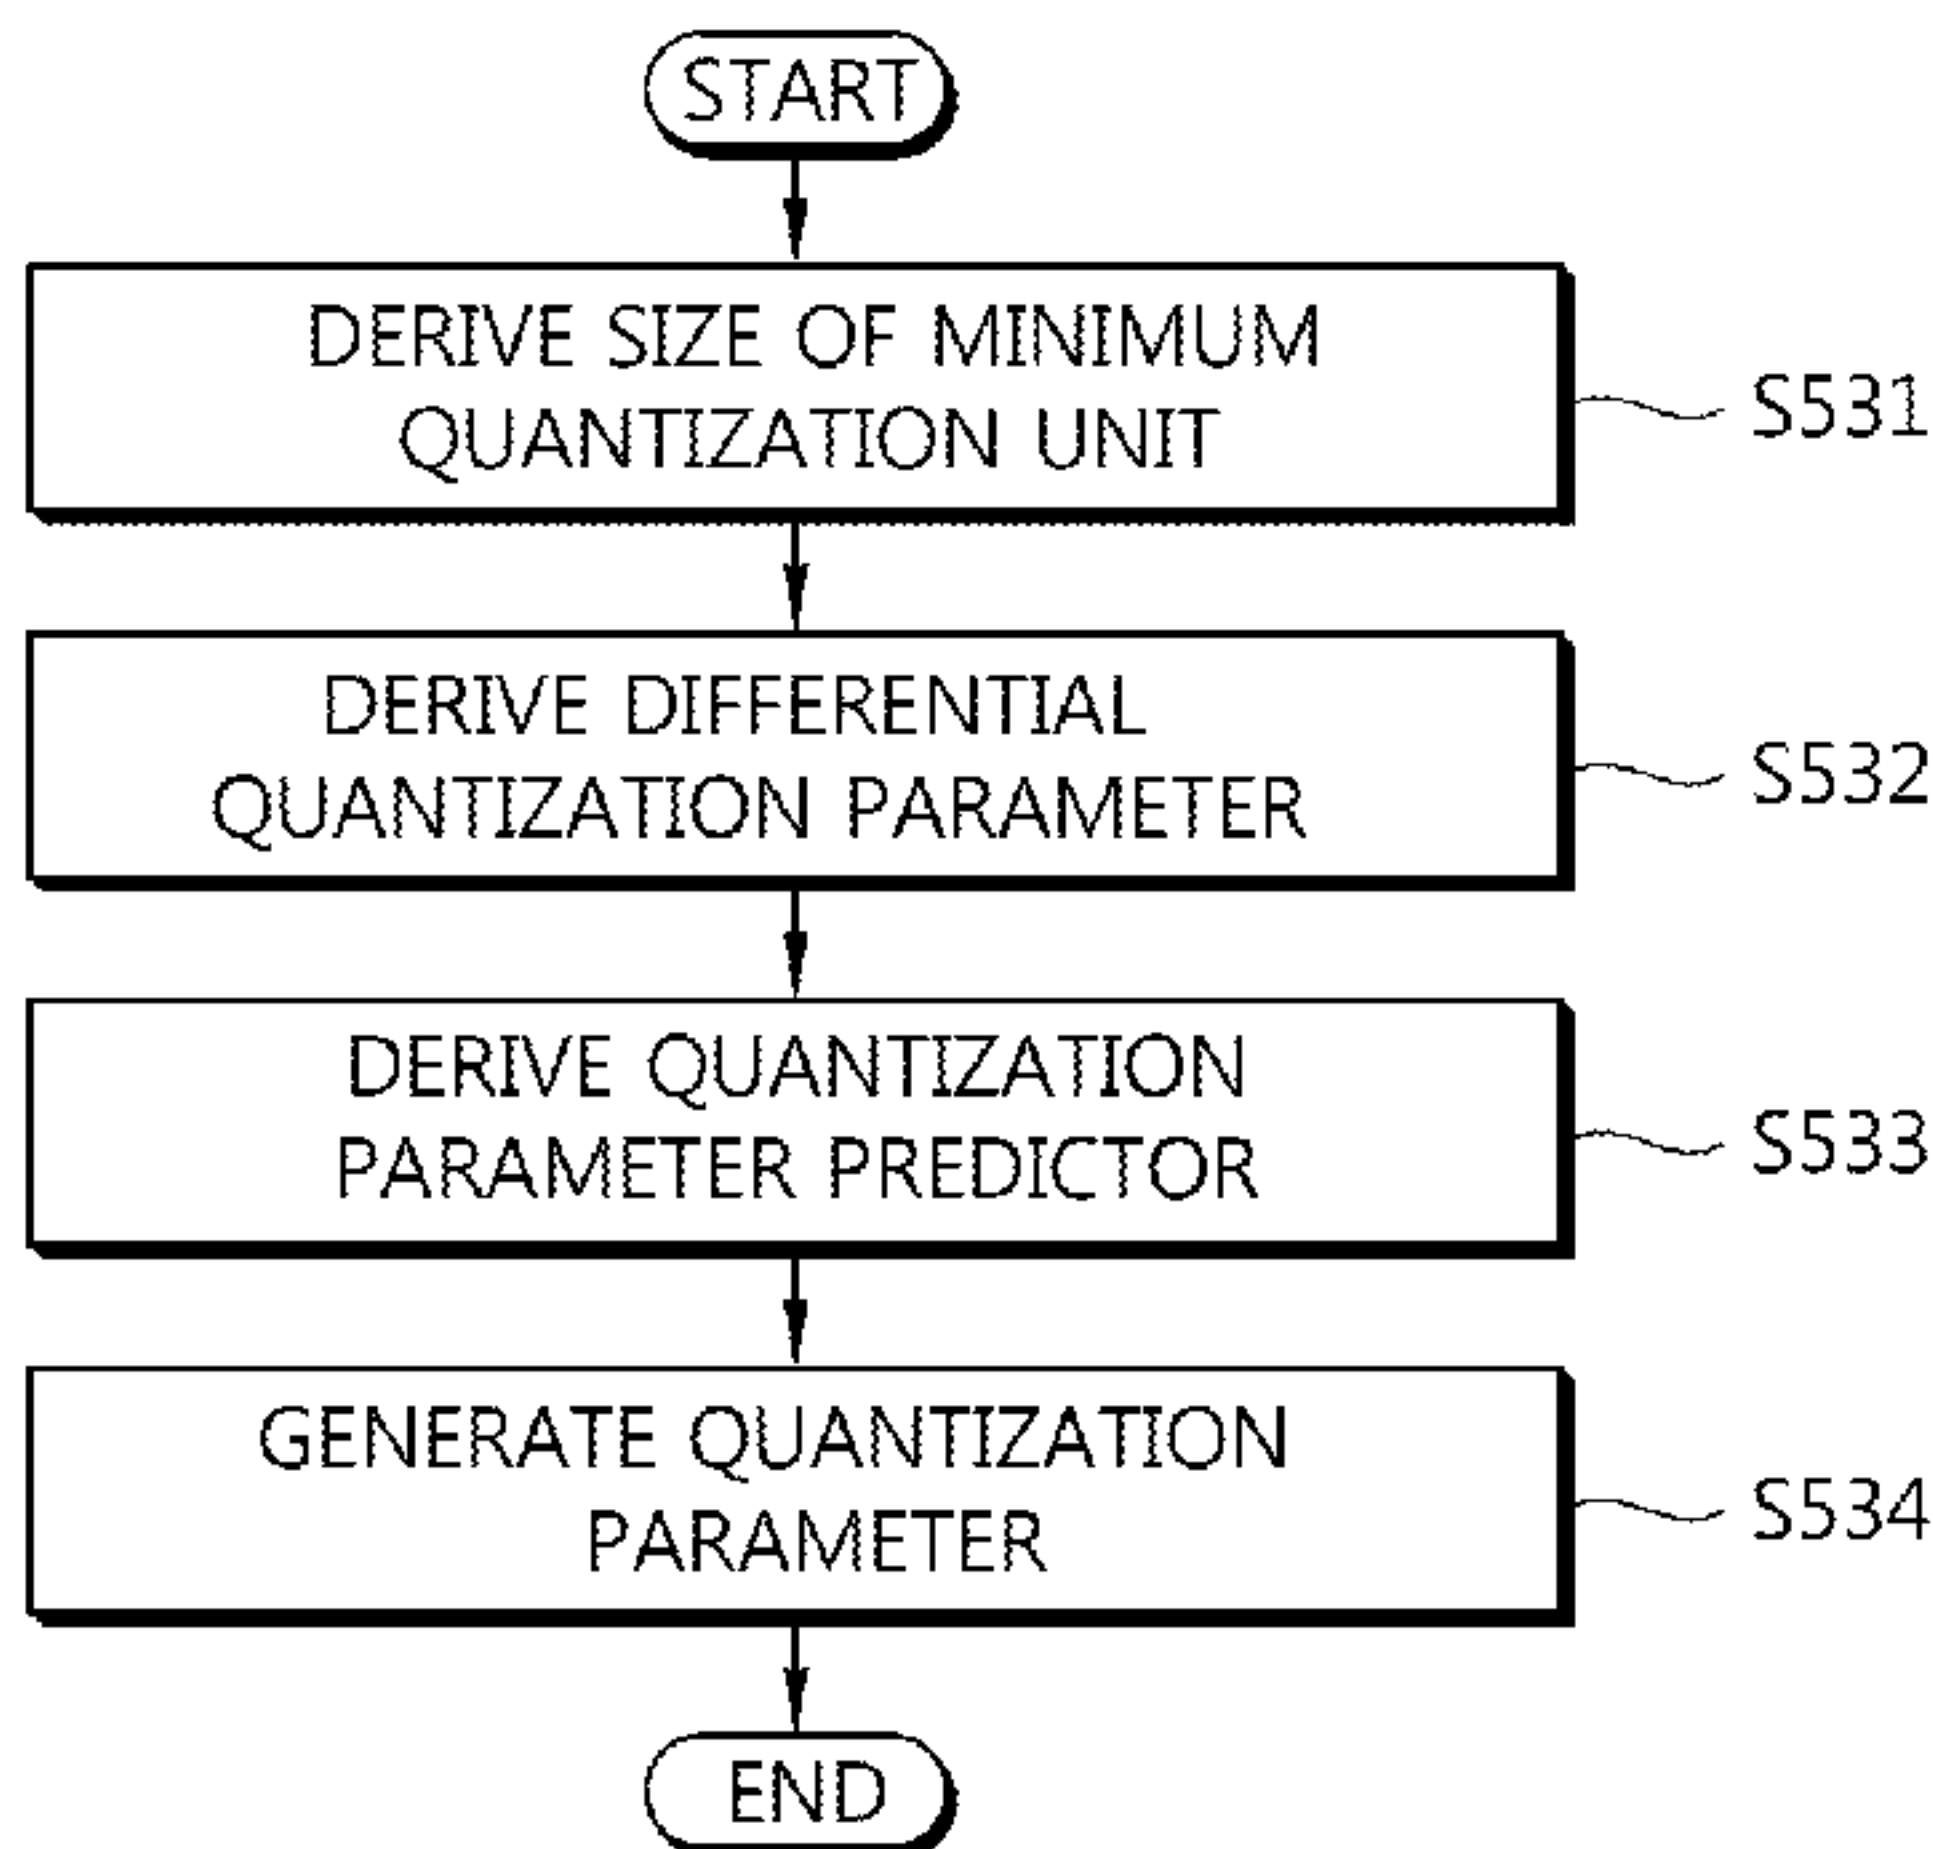 START
DERIVE SIZE OF MINIMUM
QUANTIZATION UNIT
S531
DERIVE DIFFERENTIAL
QUANTIZATION PARAMETER
S532
DERIVE QUANTIZATION
PARAMETER PREDICTOR
S533
GENERATE QUANTIZATION
PARAMETER
S534
END